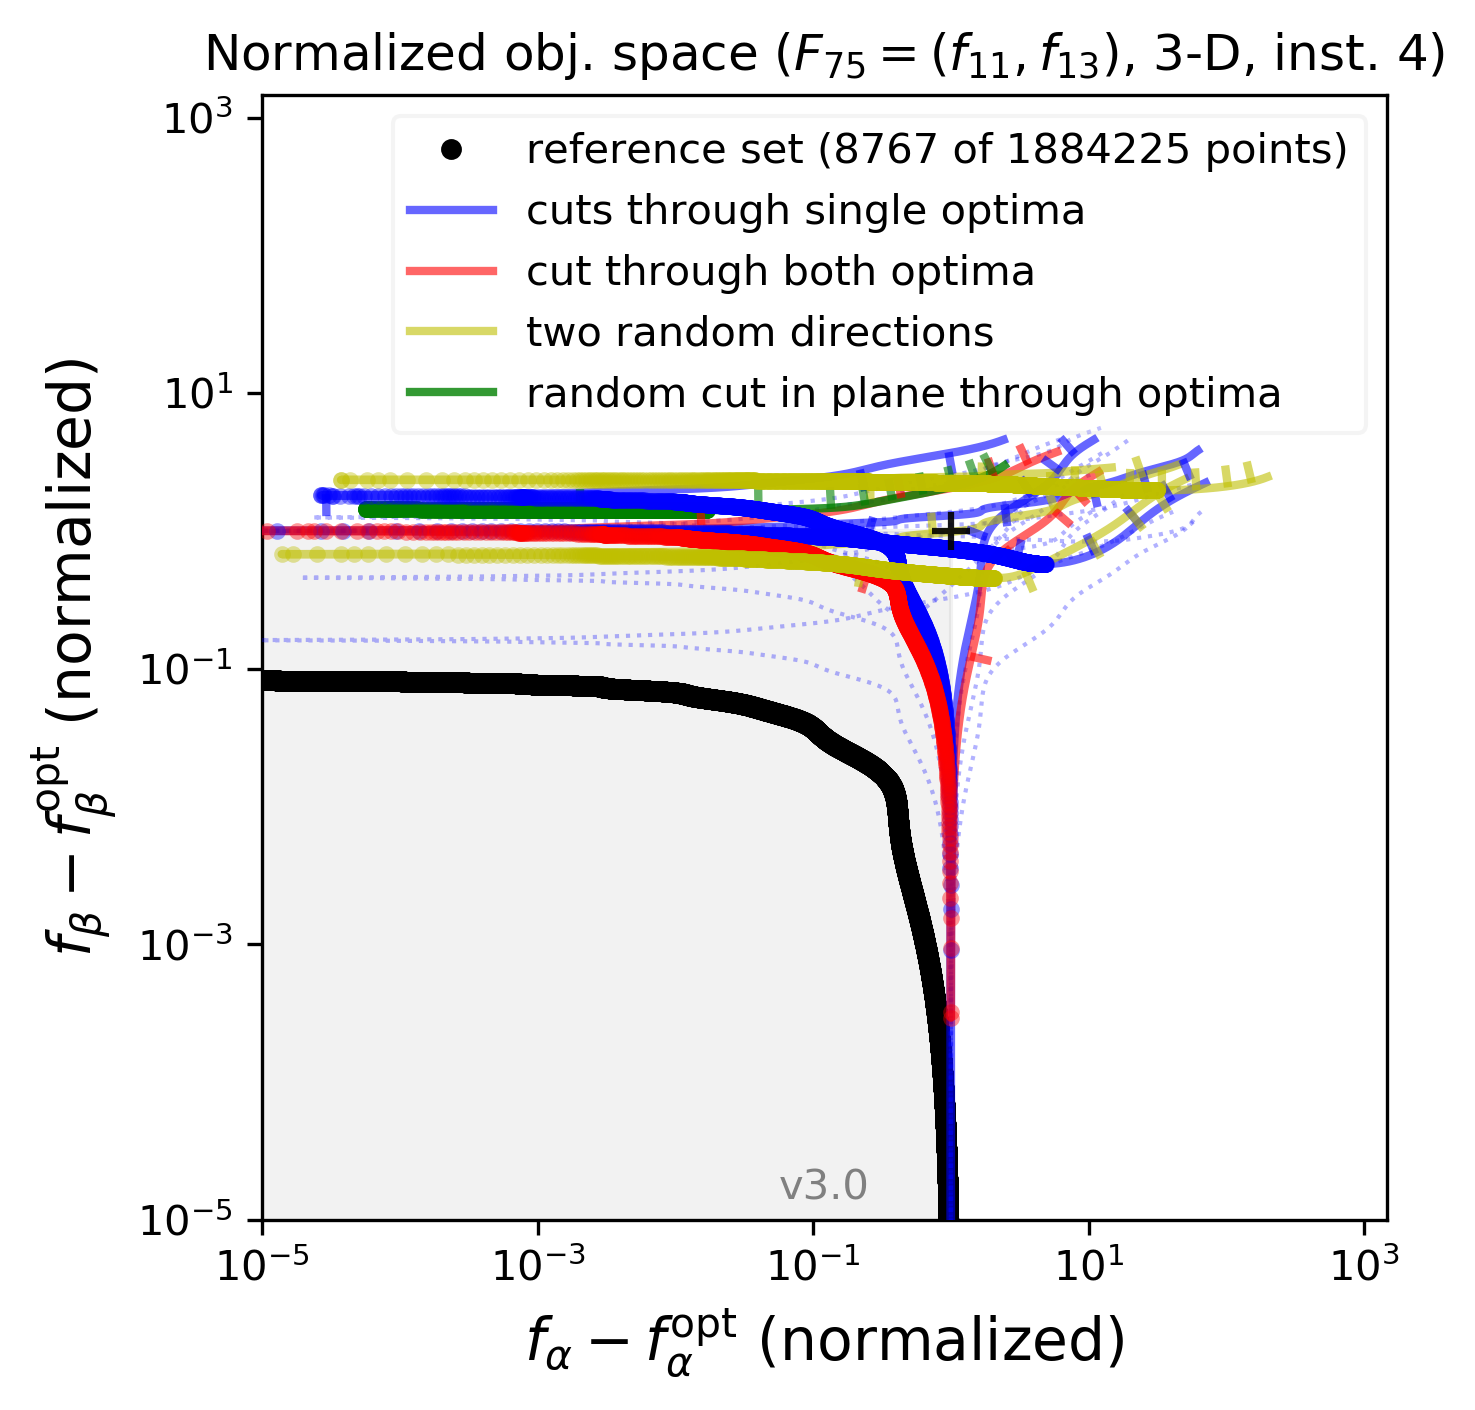 Normalized obj. space (F₇₅ = (f₁₁, f₁₃), 3-D, inst. 4)
reference set (8767 of 1884225 points)
cuts through single optima
cut through both optima
two random directions
random cut in plane through optima
10³
10¹
10⁻¹
10⁻³
10⁻⁵
f_β − f_β^opt (normalized)
v3.0
10⁻⁵ 10⁻³ 10⁻¹ 10¹ 10³
f_α − f_α^opt (normalized)